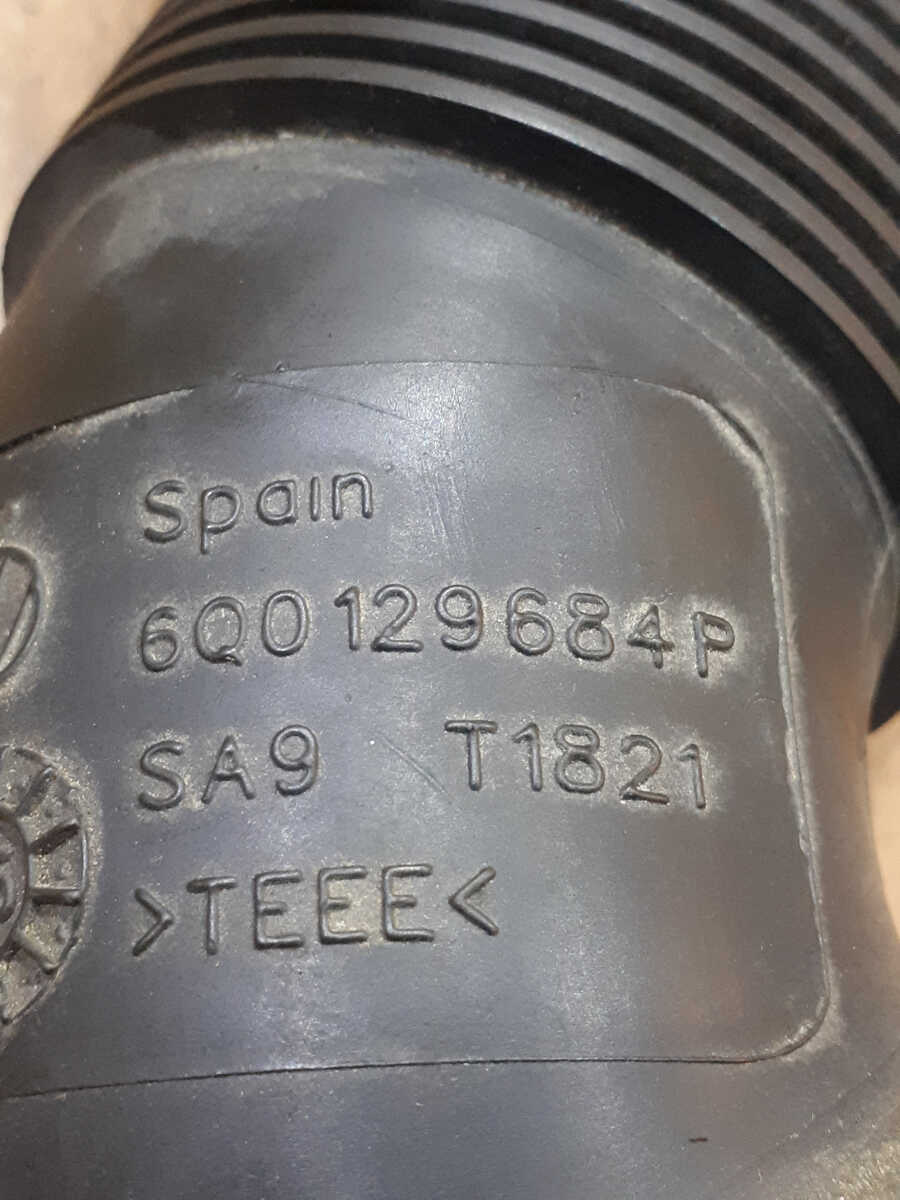 Spain
6Q0129684P
SA9 T1821
>TEEE<